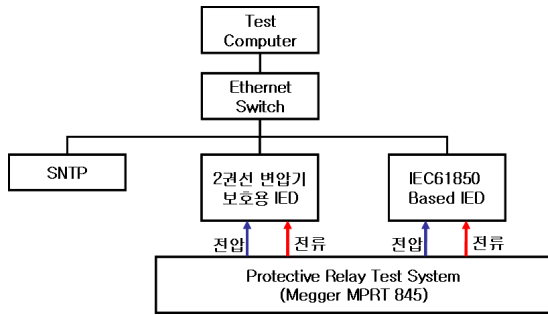 Test
Computer
Ethernet
Switch
SNTP
2권선 변압기
보호용 IED
IEC61850
Based IED
전압
전류
전압
전류
Protective Relay Test System
(Megger MPRT 845)